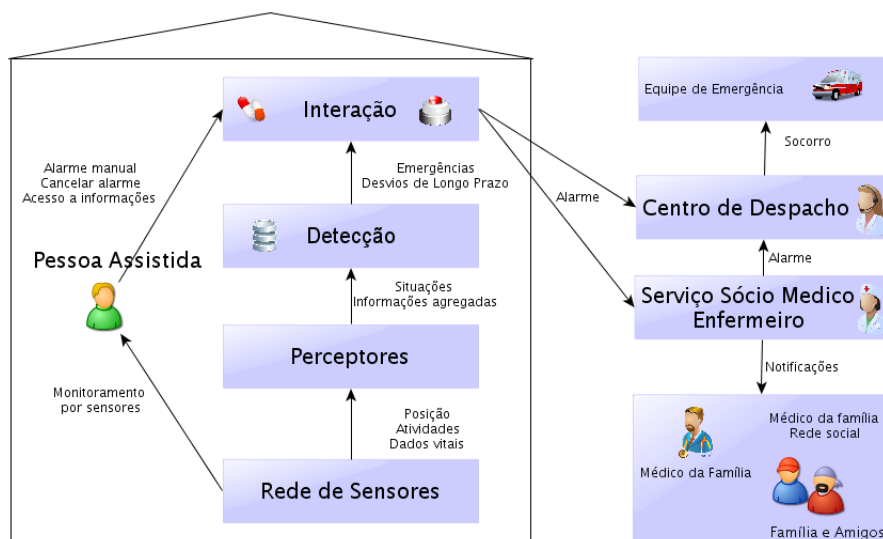 Interação
Alarme manual
Cancelar alarme
Acesso a informações
Emergências
Desvios de Longo Prazo
Detecção
Pessoa Assistida
Situações
Informações agregadas
Perceptores
Monitoramento
por sensores
Posição
Atividades
Dados vitais
Rede de Sensores
Equipe de Emergência
Socorro
Alarme
Centro de Despacho
Alarme
Serviço Sócio Medico
Enfermeiro
Notificações
Médico da família
Rede social
Médico da Família
Família e Amigos